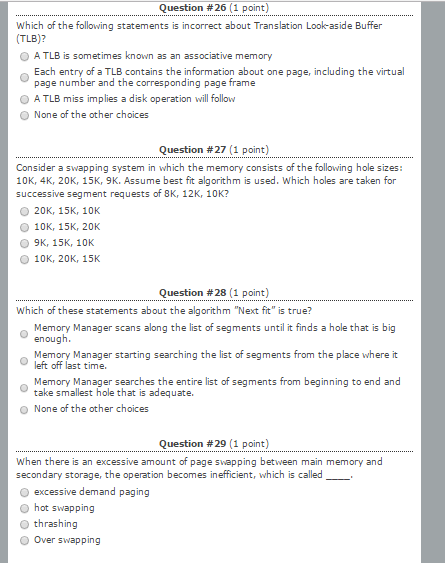 Question #26 (1 point)
Which of the following statements is incorrect about Translation Look-aside Buffer
(TLB)?
A TLB is sometimes known as an associative memory
Each entry of a TLB contains the information about one page, including the virtual
page number and the corresponding page frame
A TLB miss implies a disk operation will follow
None of the other choices
Question #27 (1 point)
Consider a swapping system in which the memory consists of the following hole sizes:
10K, 4K, 20K, 15K, 9K. Assume best fit algorithm is used. Which holes are taken for
successive segment requests of 8K, 12K, 10K?
20K, 15K, 10K
10K, 15K, 20K
9K, 15K, 10K
10K, 20K, 15K
Question #28 (1 point)
Which of these statements about the algorithm "Next fit" is true?
Memory Manager scans along the list of segments until it finds a hole that is big
enough.
Memory Manager starting searching the list of segments from the place where it
left off last time.
Memory Manager searches the entire list of segments from beginning to end and
take smallest hole that is adequate.
None of the other choices
Question #29 (1 point)
When there is an excessive amount of page swapping between main memory and
secondary storage, the operation becomes inefficient, which is called ____.
excessive demand paging
hot swapping
thrashing
Over swapping